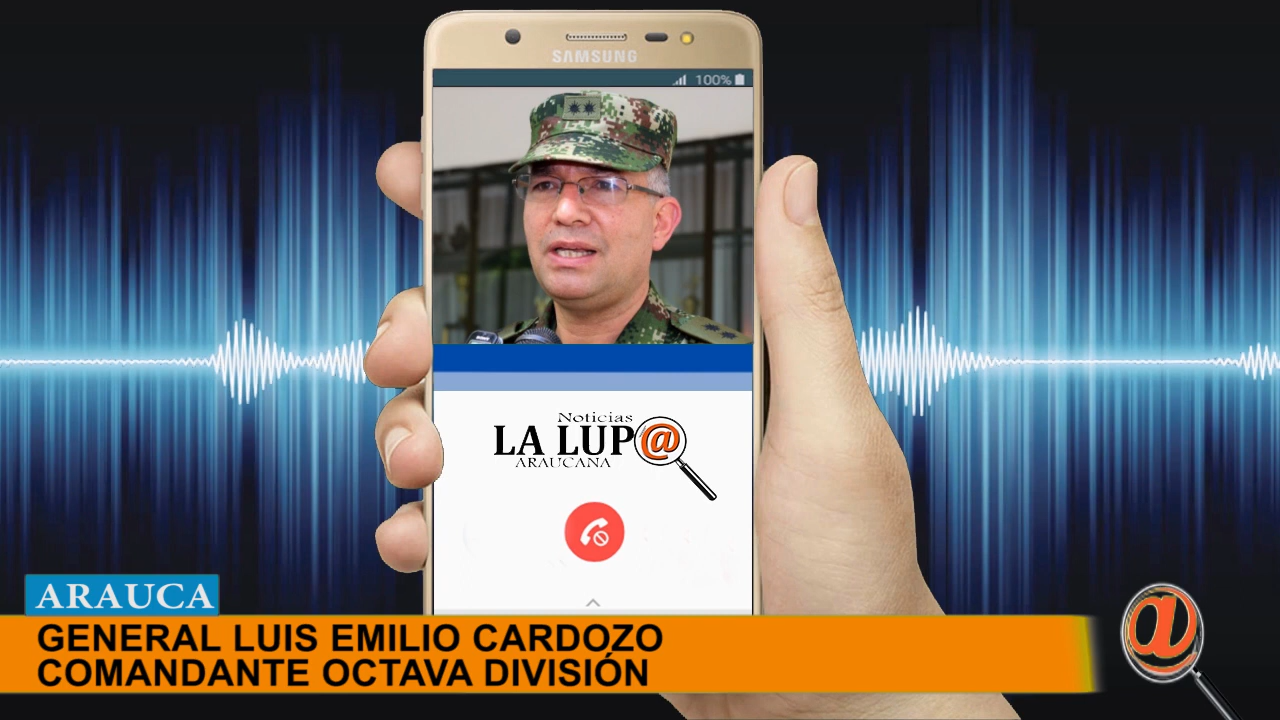 SAMSUNG
100%
Noticias
LA LUP@
ARAUCANA
ARAUCA
GENERAL LUIS EMILIO CARDOZO
COMANDANTE OCTAVA DIVISIÓN
@